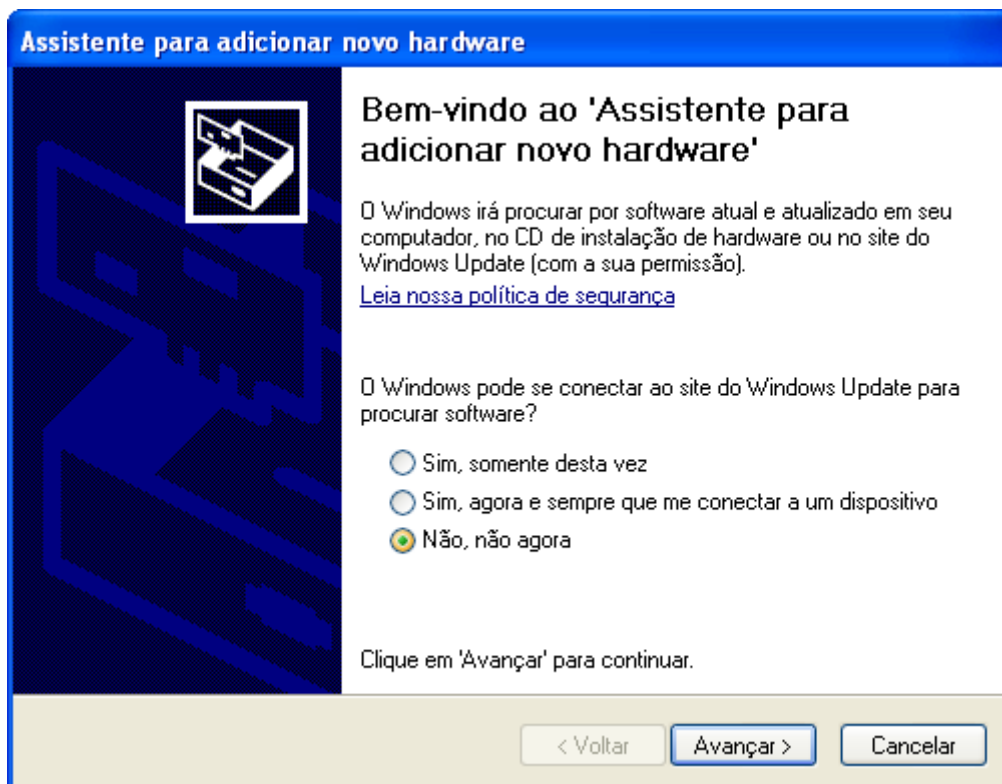 Assistente para adicionar novo hardware
Bem-vindo ao 'Assistente para
adicionar novo hardware'
O Windows irá procurar por software atual e atualizado em seu
computador, no CD de instalação de hardware ou no site do
Windows Update (com a sua permissão).
Leia nossa política de segurança
O Windows pode se conectar ao site do Windows Update para
procurar software?
Sim, somente desta vez
Sim, agora e sempre que me conectar a um dispositivo
Não, não agora
Clique em 'Avançar' para continuar.
< Voltar
Avançar >
Cancelar